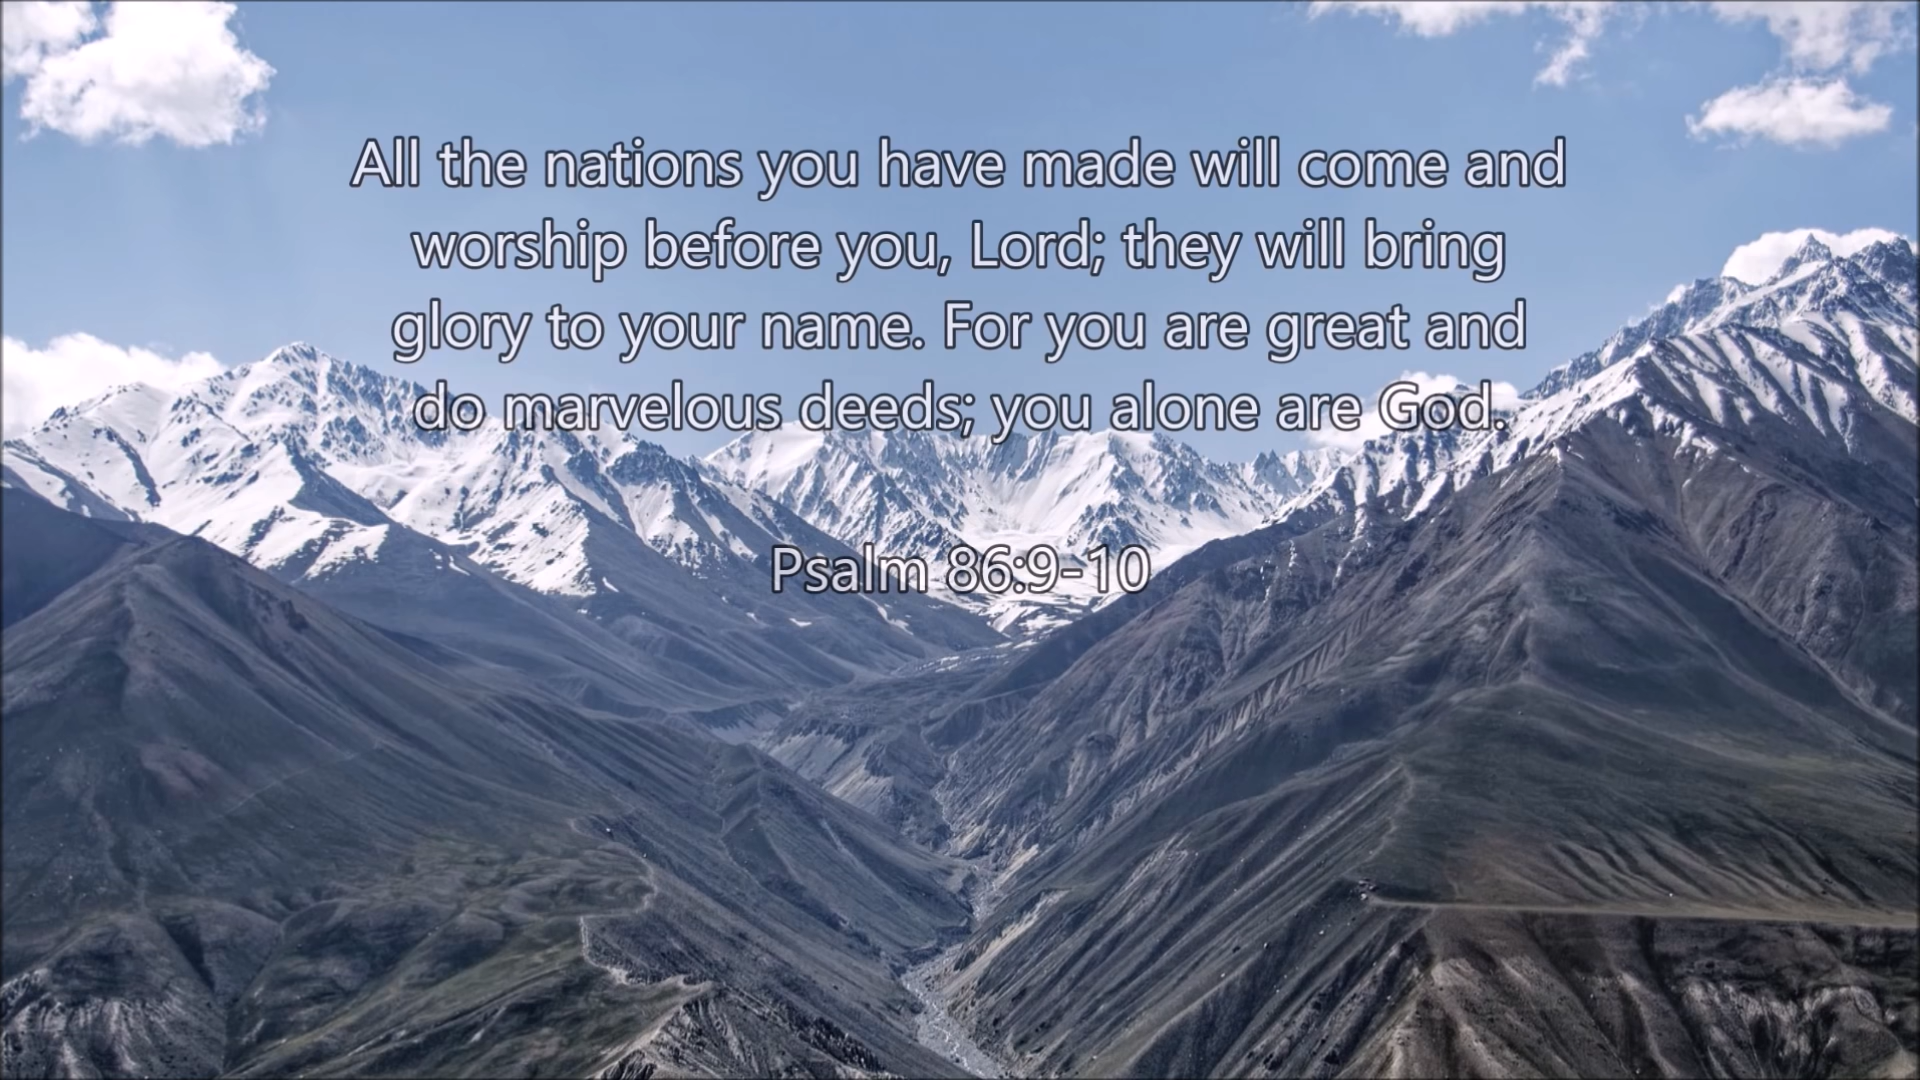 All the nations you have made will come and
worship before you, Lord; they will bring
glory to your name. For you are great and
do marvelous deeds; you alone are God.
Psalm 86:9-10